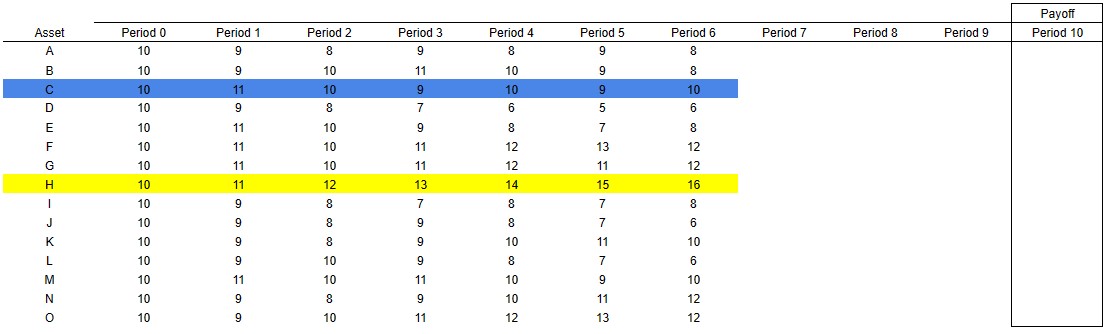 Payoff
Asset Period 0 Period 1 Period 2 Period 3 Period 4 Period 5 Period 6 Period 7 Period 8 Period 9 Period 10
A 10 9 8 9 8 9 8
B 10 9 10 11 10 9 8
C 10 11 10 9 10 9 10
D 10 9 8 7 6 5 6
E 10 11 10 9 8 7 8
F 10 11 10 11 12 13 12
G 10 11 10 11 12 11 12
H 10 11 12 13 14 15 16
I 10 9 8 7 8 7 8
J 10 9 8 9 8 7 6
K 10 9 8 9 10 11 10
L 10 9 10 9 8 7 6
M 10 11 10 11 10 9 10
N 10 9 8 9 10 11 12
O 10 9 10 11 12 13 12